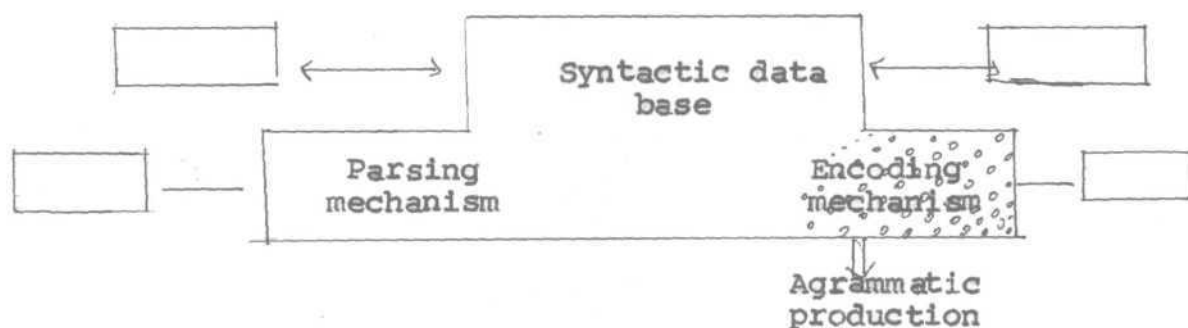 Syntactic data
base
Parsing
mechanism
Encoding
mechanism
Agrammatic
production